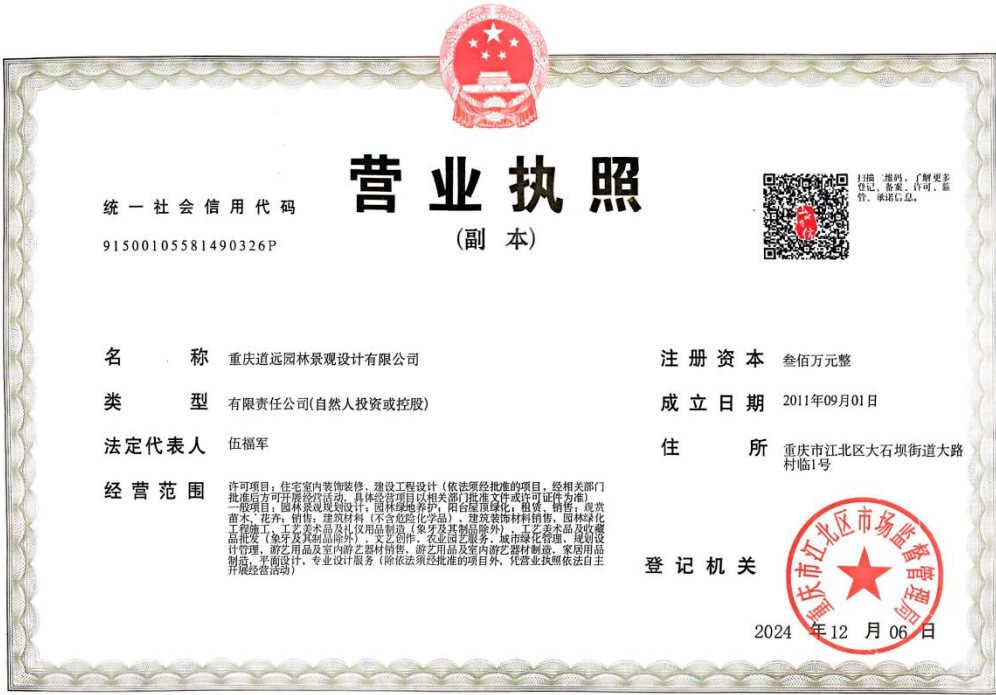 营业执照
(副 本)
统一社会信用代码
91500105581490326P
扫描二维码，了解更多
登记、备案、许可、监
管、承诺信息。
名 称 重庆道远园林景观设计有限公司
类 型 有限责任公司(自然人投资或控股)
法定代表人 伍福军
经营范围 许可项目：住宅室内装饰装修，建设工程设计（依法须经批准的项目，经相关部门
批准后方可开展经营活动，具体经营项目以相关部门批准文件或许可证件为准）
一般项目：园林景观规划设计；园林绿地养护；阳台屋顶绿化；租赁、销售：观赏
苗木、花卉；销售：建筑材料（不含危险化学品），建筑装饰材料销售，园林绿化
工程施工，工艺美术品及礼仪用品制造（象牙及其制品除外），工艺美术品及收藏
品批发（象牙及其制品除外），文艺创作，农业园艺服务，城市绿化管理，规划设
计管理，游艺用品及室内游艺器材销售，游艺用品及室内游艺器材制造，家居用品
制造，平面设计，专业设计服务（除依法须经批准的项目外，凭营业执照依法自主
开展经营活动）
注册资本 叁佰万元整
成立日期 2011年09月01日
住 所 重庆市江北区大石坝街道大路
村临1号
登记机关
重庆市江北区市场监督管理局
2024 年12 月 06 日